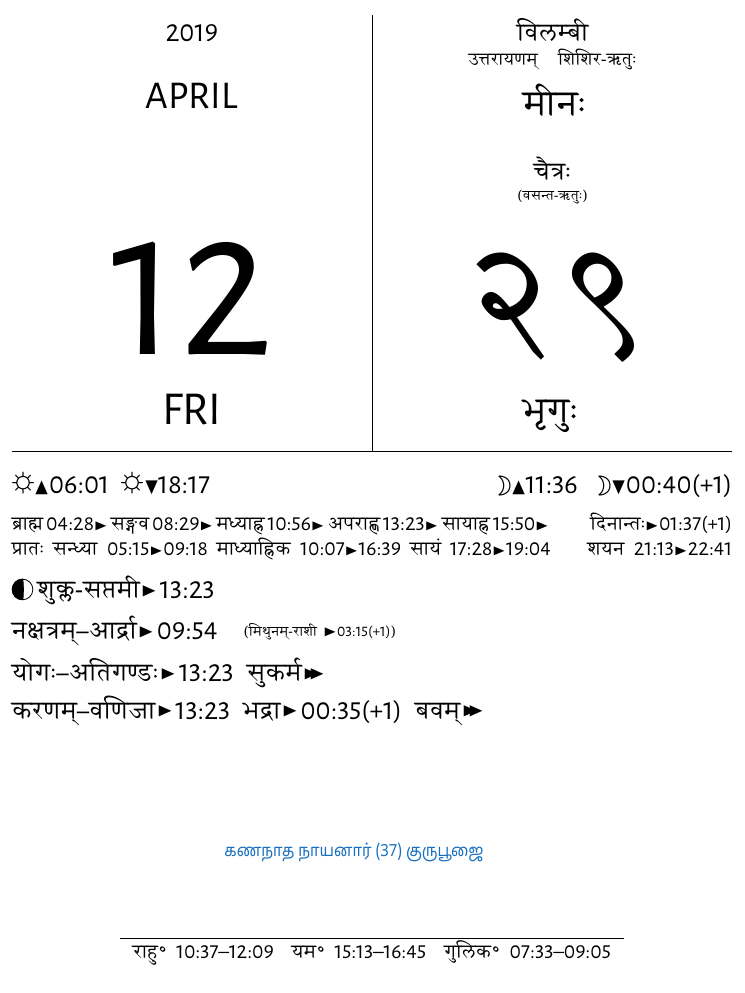 2019
APRIL
12
FRI
विलम्बी
उत्तरायणम् शिशिर-ऋतुः
मीनः
चैत्रः
(वसन्त-ऋतुः)
२९
भृगुः
☼▲06:01 ☼▼18:17 ☽▲11:36 ☽▼00:40(+1)
ब्राह्म 04:28► सङ्गव 08:29► मध्याह्न 10:56► अपराह्ण 13:23► सायाह्न 15:50► दिनान्तः►01:37(+1)
प्रातः सन्ध्या 05:15►09:18 माध्याह्निक 10:07►16:39 सायं 17:28►19:04 शयन 21:13►22:41
शुक्ल-सप्तमी►13:23
नक्षत्रम्–आर्द्रा►09:54 (मिथुनम्-राशी ►03:15(+1))
योगः–अतिगण्डः►13:23 सुकर्म►►
करणम्–वणिजा►13:23 भद्रा►00:35(+1) बवम्►►
கணநாத நாயனார் (37) குருபூஜை
राहु° 10:37–12:09 यम° 15:13–16:45 गुलिक° 07:33–09:05